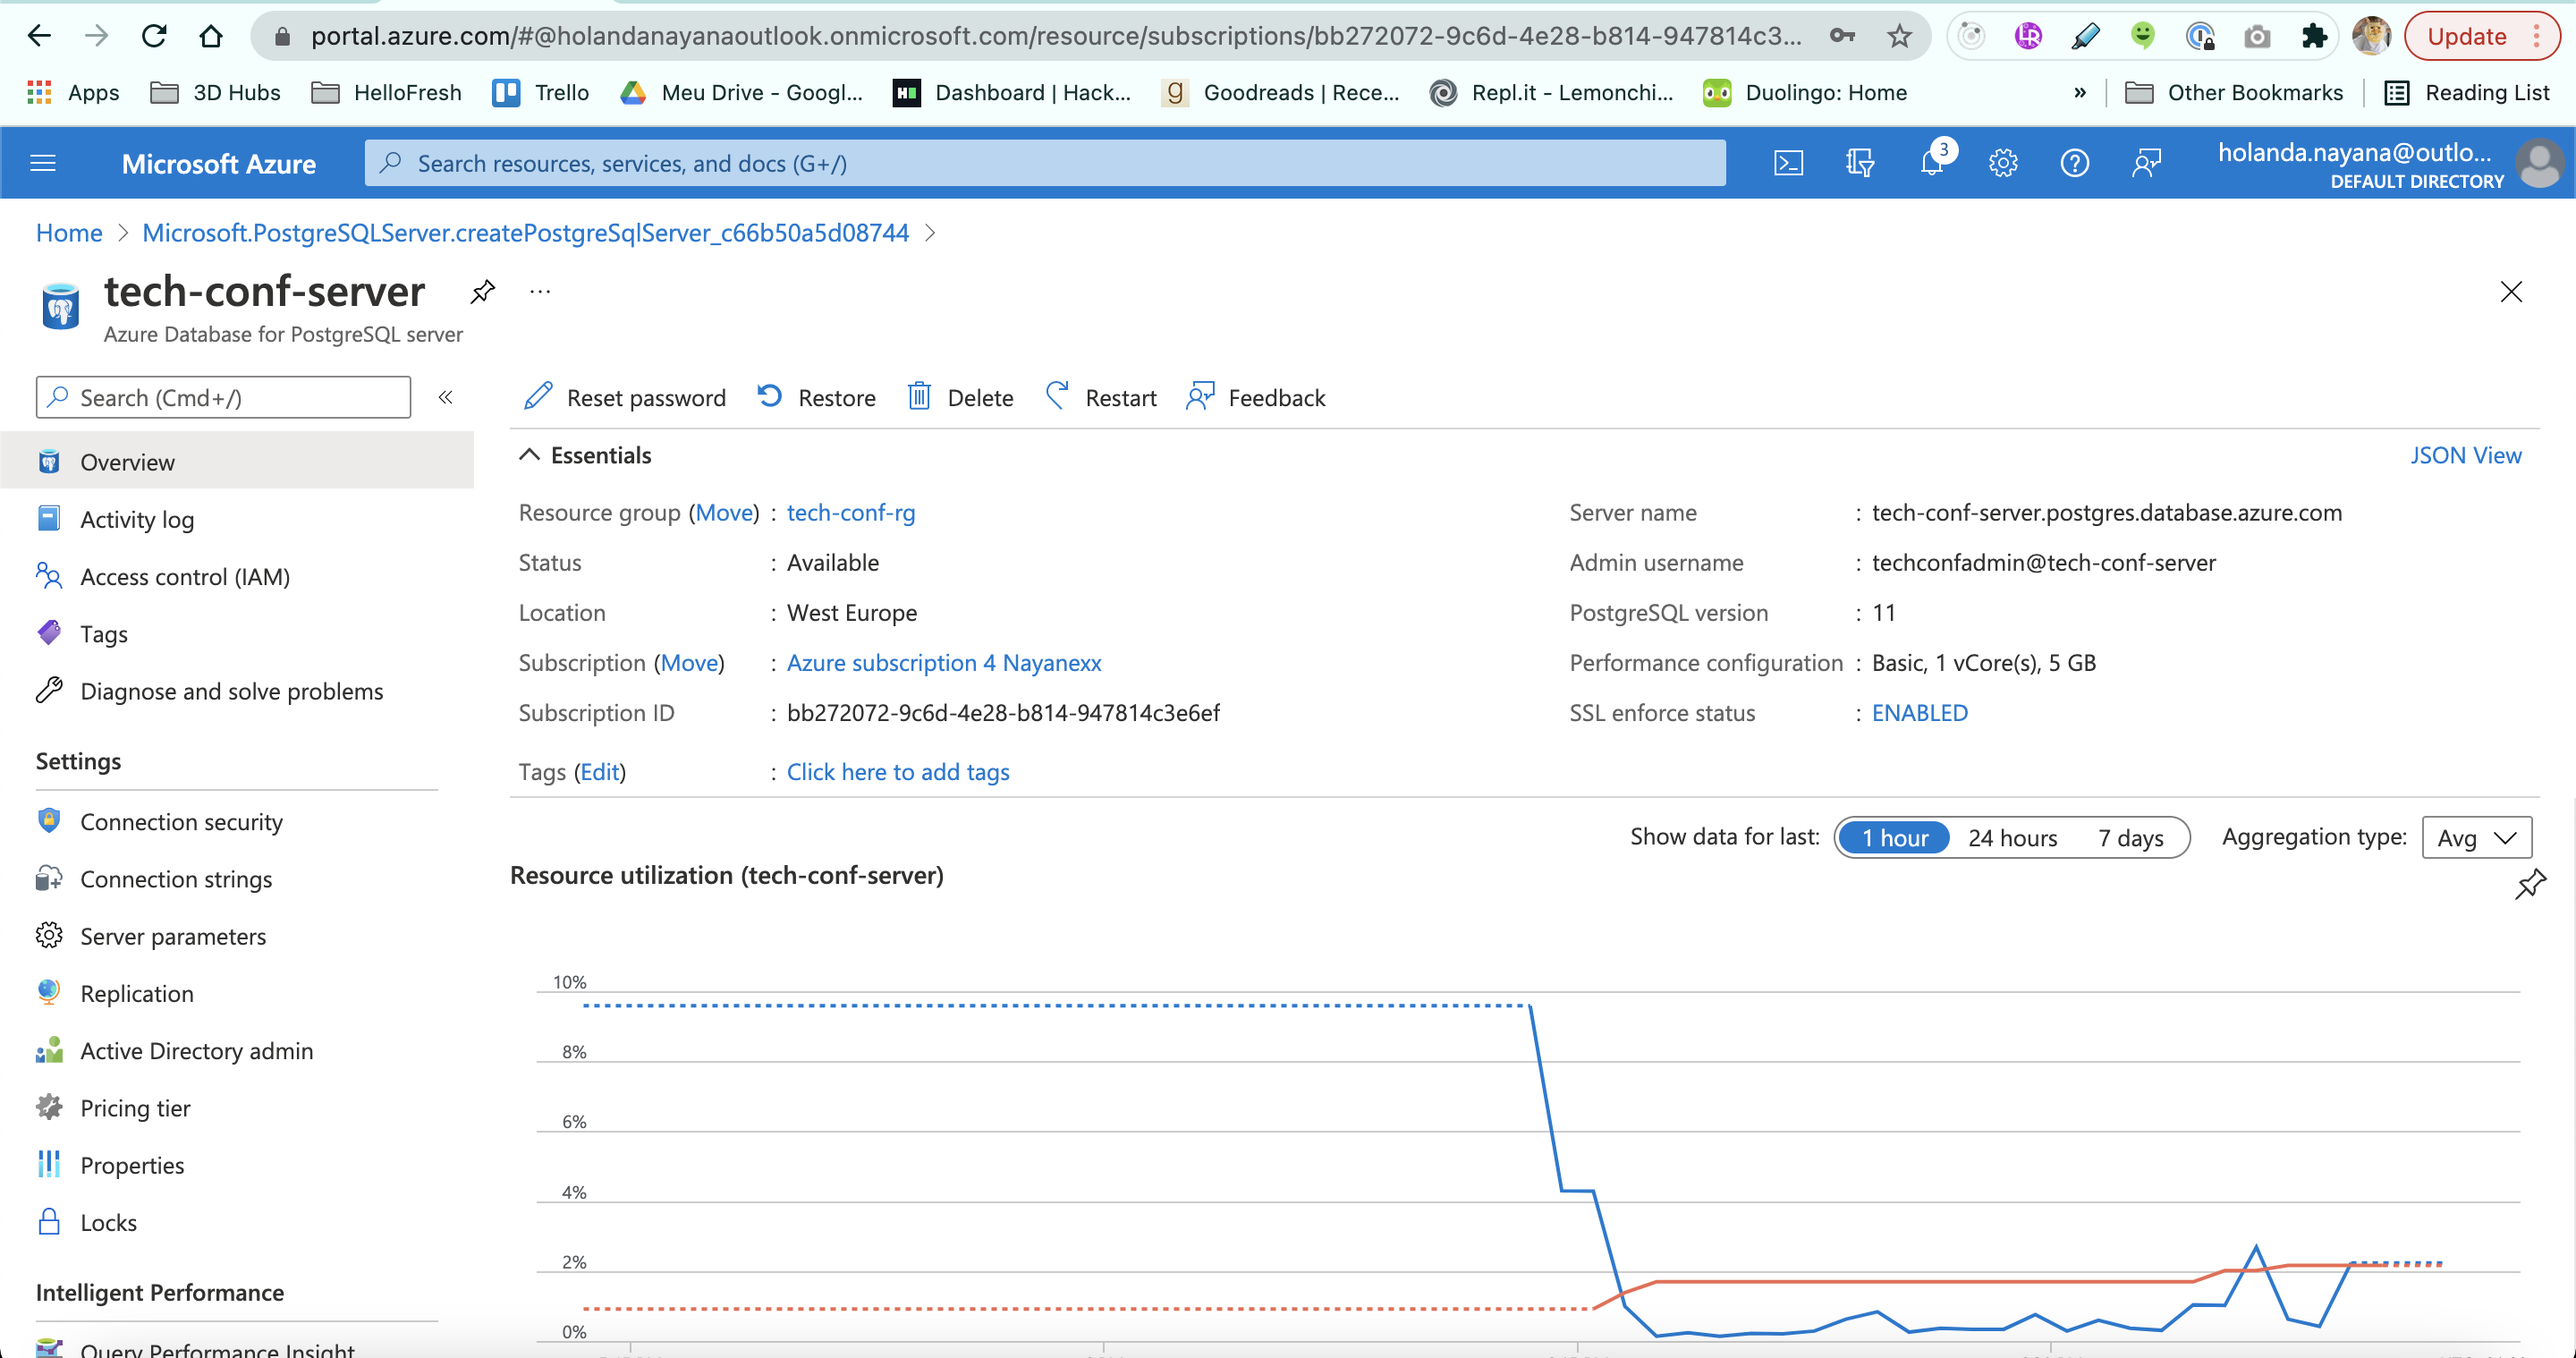 portal.azure.com/#@holandanayanaoutlook.onmicrosoft.com/resource/subscriptions/bb272072-9c6d-4e28-b814-947814c3...
Update
Apps
3D Hubs
HelloFresh
Trello
Meu Drive - Googl...
Dashboard | Hack...
Goodreads | Rece...
Repl.it - Lemonchi...
Duolingo: Home
»
Other Bookmarks
Reading List
Microsoft Azure
Search resources, services, and docs (G+/)
3
holanda.nayana@outlo...
DEFAULT DIRECTORY
Home > Microsoft.PostgreSQLServer.createPostgreSqlServer_c66b50a5d08744 >
tech-conf-server
...
Azure Database for PostgreSQL server
Search (Cmd+/)
«
Overview
Activity log
Access control (IAM)
Tags
Diagnose and solve problems
Settings
Connection security
Connection strings
Server parameters
Replication
Active Directory admin
Pricing tier
Properties
Locks
Intelligent Performance
Query Performance Insight
Reset password
Restore
Delete
Restart
Feedback
Essentials
JSON View
Resource group (Move) : tech-conf-rg
Status : Available
Location : West Europe
Subscription (Move) : Azure subscription 4 Nayanexx
Subscription ID : bb272072-9c6d-4e28-b814-947814c3e6ef
Tags (Edit) : Click here to add tags
Server name : tech-conf-server.postgres.database.azure.com
Admin username : techconfadmin@tech-conf-server
PostgreSQL version : 11
Performance configuration : Basic, 1 vCore(s), 5 GB
SSL enforce status : ENABLED
Show data for last: 1 hour 24 hours 7 days Aggregation type: Avg
Resource utilization (tech-conf-server)
10%
8%
6%
4%
2%
0%